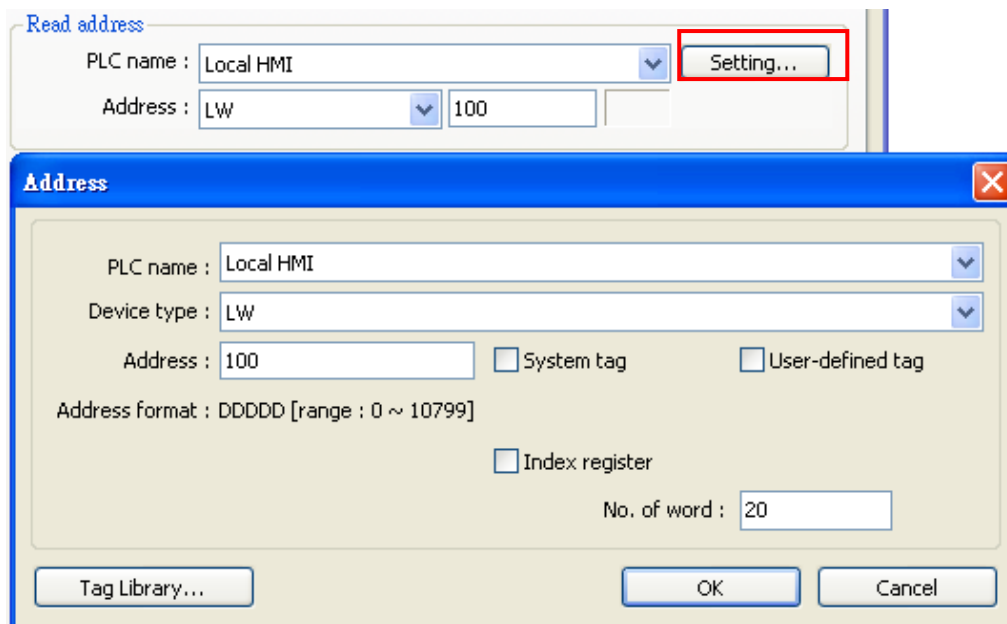 Read address
PLC name : Local HMI Setting...
Address : LW 100
Address
PLC name : Local HMI
Device type : LW
Address : 100 System tag User-defined tag
Address format : DDDDD [range : 0 ~ 10799]
Index register
No. of word : 20
Tag Library... OK Cancel